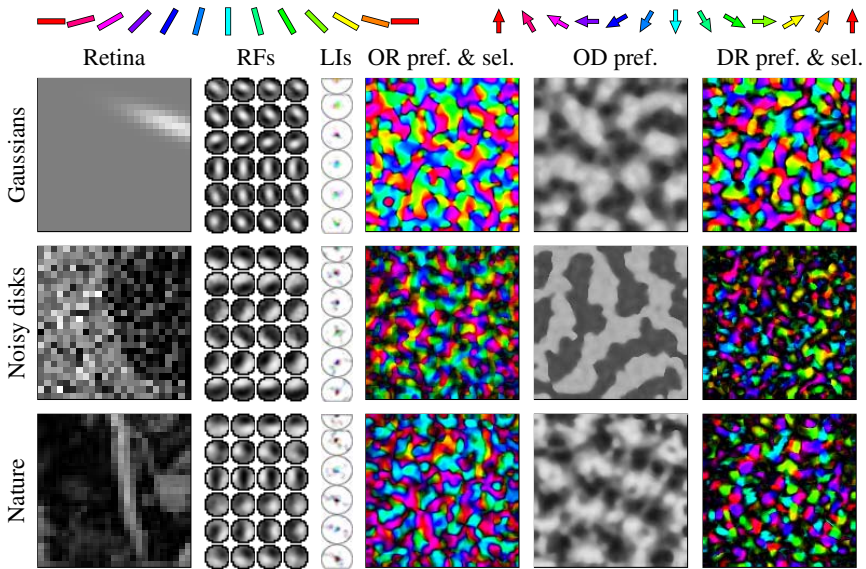 Retina RFs LIs OR pref. & sel. OD pref. DR pref. & sel.
Gaussians
Noisy disks
Nature